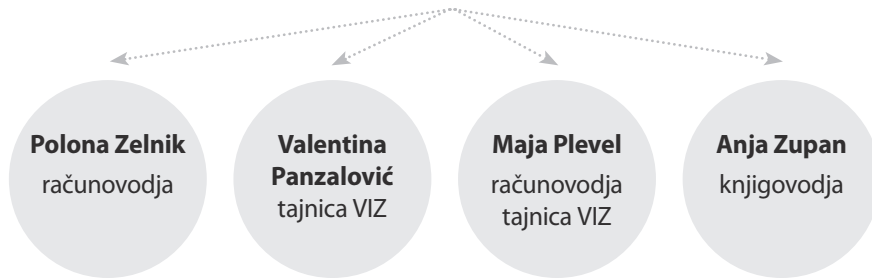 Polona Zelnik
računovodja
Valentina
Panzalović
tajnica VIZ
Maja Plevel
računovodja
tajnica VIZ
Anja Zupan
knjigovodja